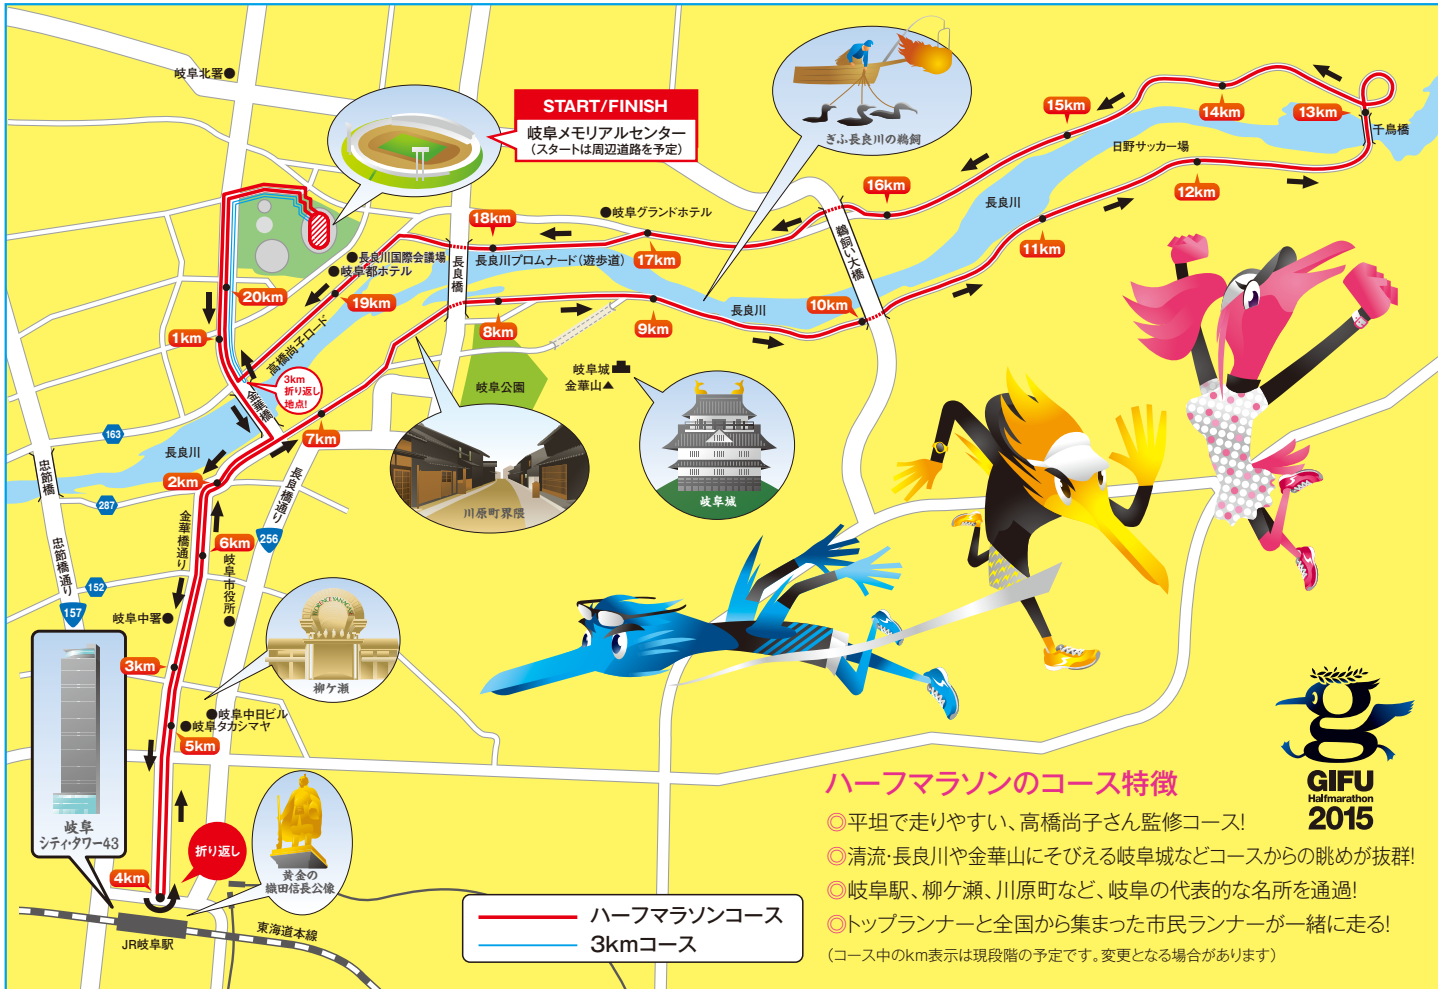 岐阜北署
START/FINISH
岐阜メモリアルセンター
(スタートは周辺道路を予定)
ぎふ長良川の鵜飼
15km
14km
13km
千鳥橋
日野サッカー場
16km
12km
長良川
11km
岐阜グランドホテル
18km
17km
鵜飼い大橋
長良川国際会議場
岐阜都ホテル
長良橋
長良川プロムナード(遊歩道)
20km
19km
8km
9km
長良川
10km
1km
高橋尚子ロード
3km
折り返し
地点!
金華橋
岐阜公園
岐阜城
金華山
163
7km
長良川
忠節橋
2km
長良橋通り
川原町界隈
岐阜城
287
金華橋通り
6km
256
忠節橋通り
岐阜市役所
152
157
岐阜中署
FLORENCE YANAGASE
柳ケ瀬
3km
岐阜中日ビル
岐阜タカシマヤ
5km
岐阜
シティ・タワー43
折り返し
黄金の
織田信長公像
4km
JR岐阜駅
東海道本線
ハーフマラソンコース
3kmコース
g
GIFU
Halfmarathon
2015
ハーフマラソンのコース特徴
◎平坦で走りやすい、高橋尚子さん監修コース!
◎清流・長良川や金華山にそびえる岐阜城などコースからの眺めが抜群!
◎岐阜駅、柳ケ瀬、川原町など、岐阜の代表的な名所を通過!
◎トップランナーと全国から集まった市民ランナーが一緒に走る!
(コース中のkm表示は現段階の予定です。変更となる場合があります)